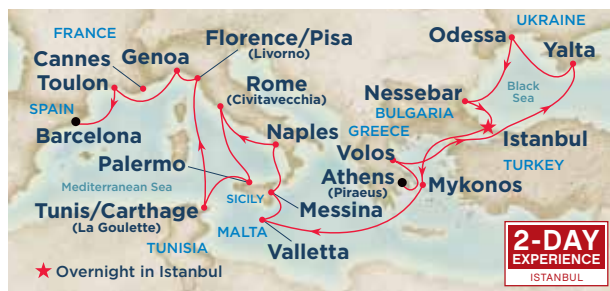 FRANCE
Cannes
Genoa
Toulon
Florence/Pisa
(Livorno)
SPAIN
Barcelona
Rome
(Civitavecchia)
Naples
Palermo
Mediterranean Sea
SICILY
Tunis/Carthage
(La Goulette)
TUNISIA
MALTA
Messina
Valletta
★ Overnight in Istanbul
UKRAINE
Odessa
Yalta
Nessebar
Black
Sea
BULGARIA
GREECE
Istanbul
Volos
TURKEY
Athens
(Piraeus)
Mykonos
2-DAY
EXPERIENCE
ISTANBUL